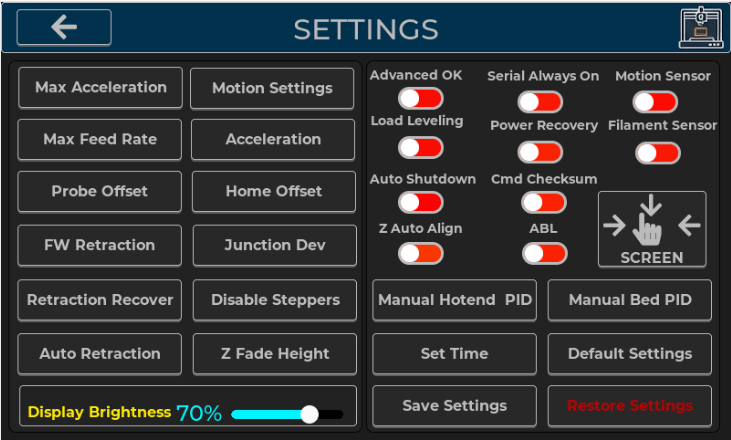 SETTINGS
Max Acceleration
Motion Settings
Max Feed Rate
Acceleration
Probe Offset
Home Offset
FW Retraction
Junction Dev
Retraction Recover
Disable Steppers
Auto Retraction
Z Fade Height
Display Brightness 70%
Advanced OK
Serial Always On
Motion Sensor
Load Leveling
Power Recovery
Filament Sensor
Auto Shutdown
Cmd Checksum
Z Auto Align
ABL
SCREEN
Manual Hotend PID
Manual Bed PID
Set Time
Default Settings
Save Settings
Restore Settings